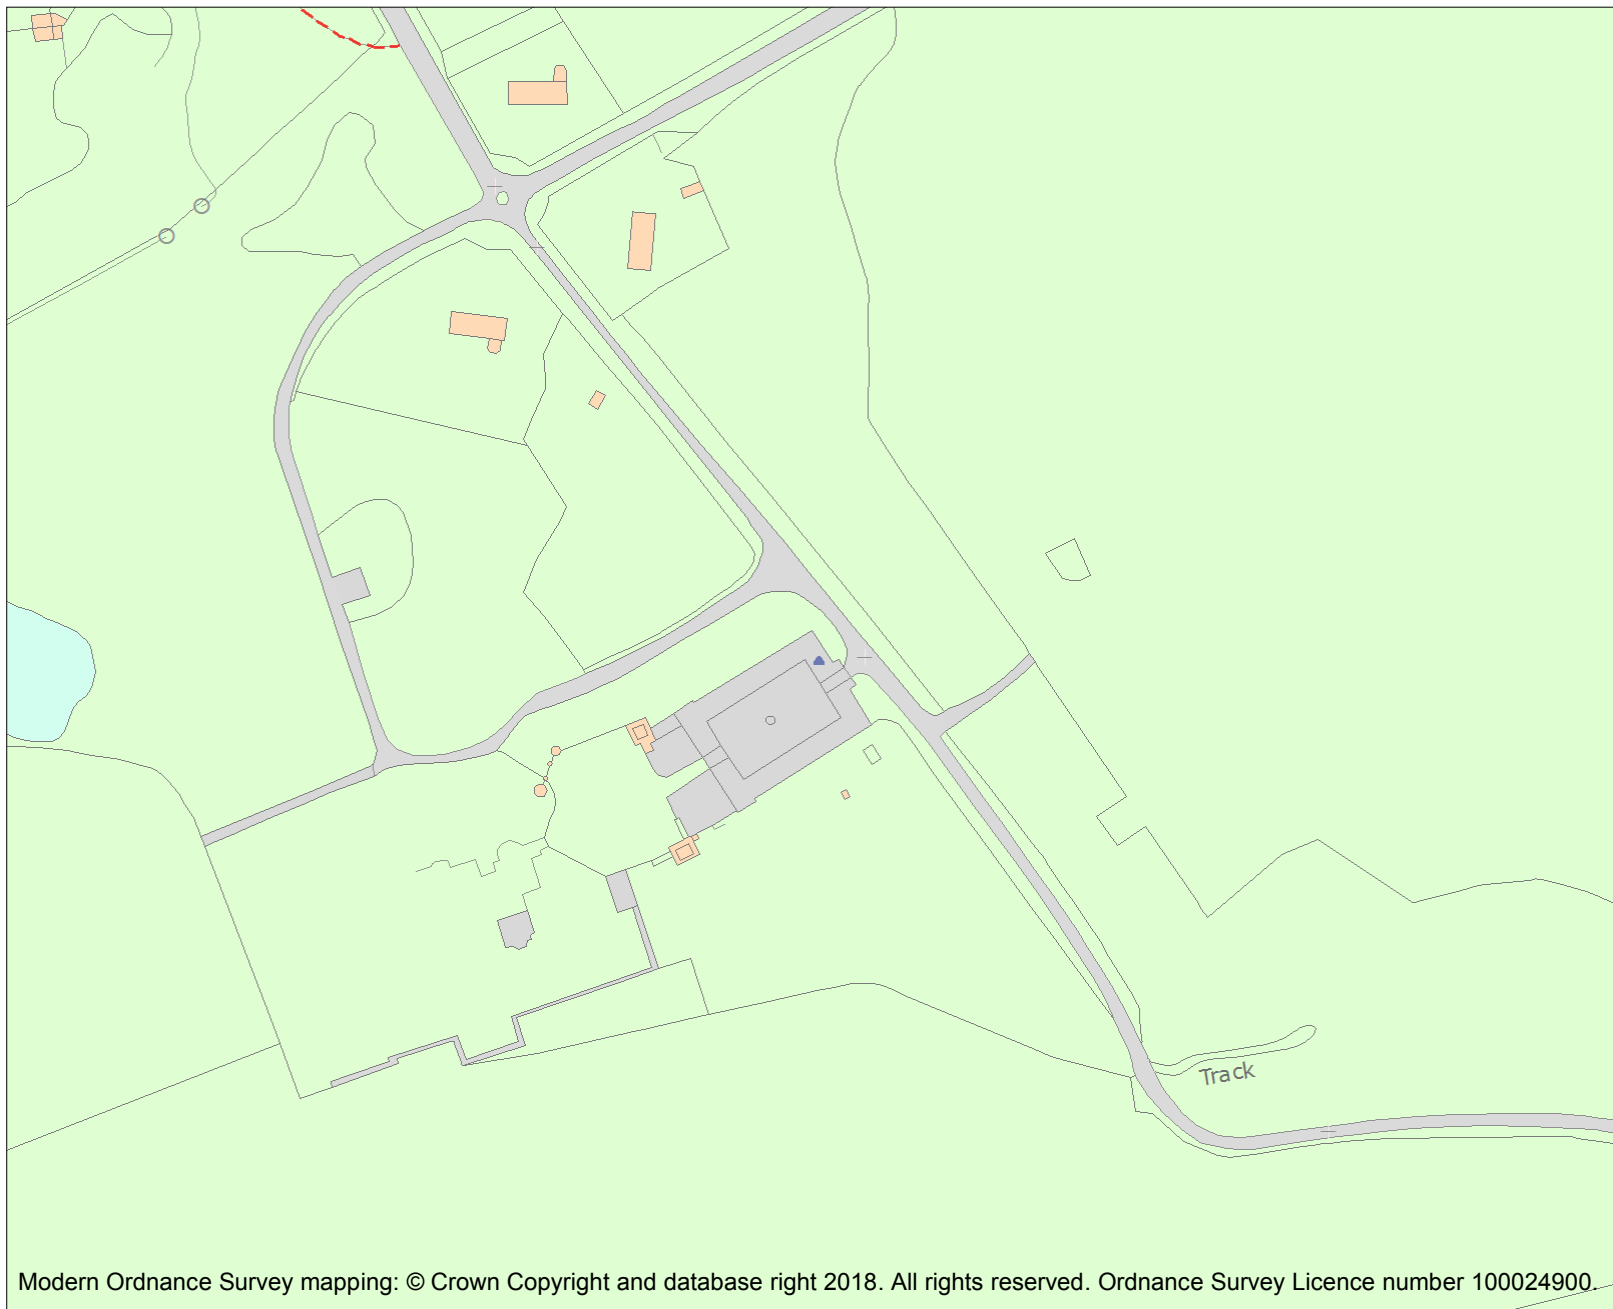 Track
Modern Ordnance Survey mapping: © Crown Copyright and database right 2018. All rights reserved. Ordnance Survey Licence number 100024900.